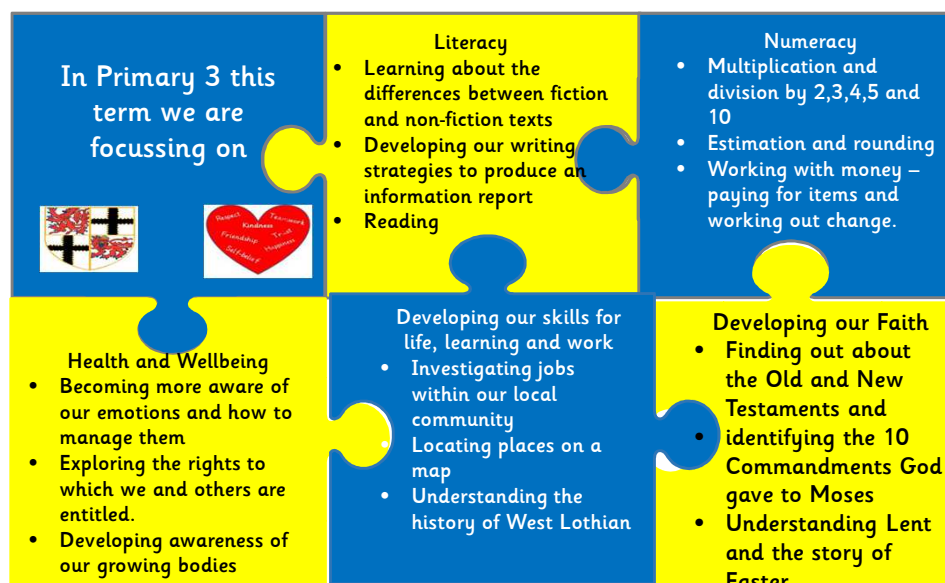 In Primary 3 this
term we are
focussing on
Respect
Teamwork
Kindness
Friendship
Trust
Happiness
Self-belief
Literacy
• Learning about the
differences between fiction
and non-fiction texts
• Developing our writing
strategies to produce an
information report
• Reading
Numeracy
• Multiplication and
division by 2,3,4,5 and
10
• Estimation and rounding
• Working with money –
paying for items and
working out change.
Health and Wellbeing
• Becoming more aware of
our emotions and how to
manage them
• Exploring the rights to
which we and others are
entitled.
• Developing awareness of
our growing bodies
Developing our skills for
life, learning and work
• Investigating jobs
within our local
community
• Locating places on a
map
• Understanding the
history of West Lothian
Developing our Faith
• Finding out about
the Old and New
Testaments and
• identifying the 10
Commandments God
gave to Moses
• Understanding Lent
and the story of
Easter